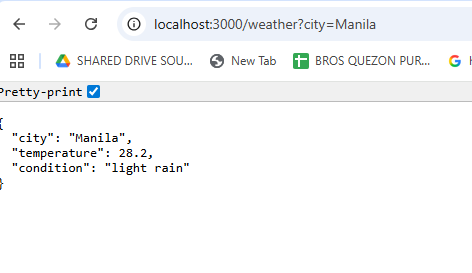 localhost:3000/weather?city=Manila
SHARED DRIVE SOU... New Tab BROS QUEZON PUR...
Pretty-print
{
"city": "Manila",
"temperature": 28.2,
"condition": "light rain"
}